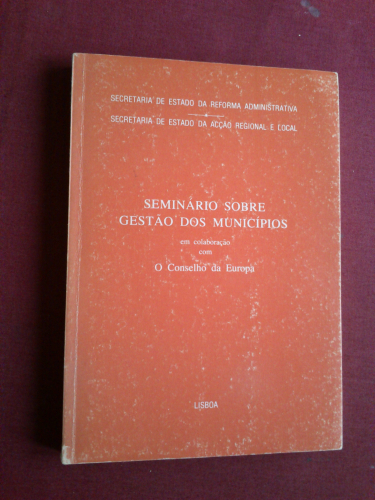 SECRETARIA DE ESTADO DA REFORMA ADMINISTRATIVA
SECRETARIA DE ESTADO DA ACÇÃO REGIONAL E LOCAL
SEMINÁRIO SOBRE
GESTÃO DOS MUNICÍPIOS
em colaboração
com
O Conselho da Europa
LISBOA